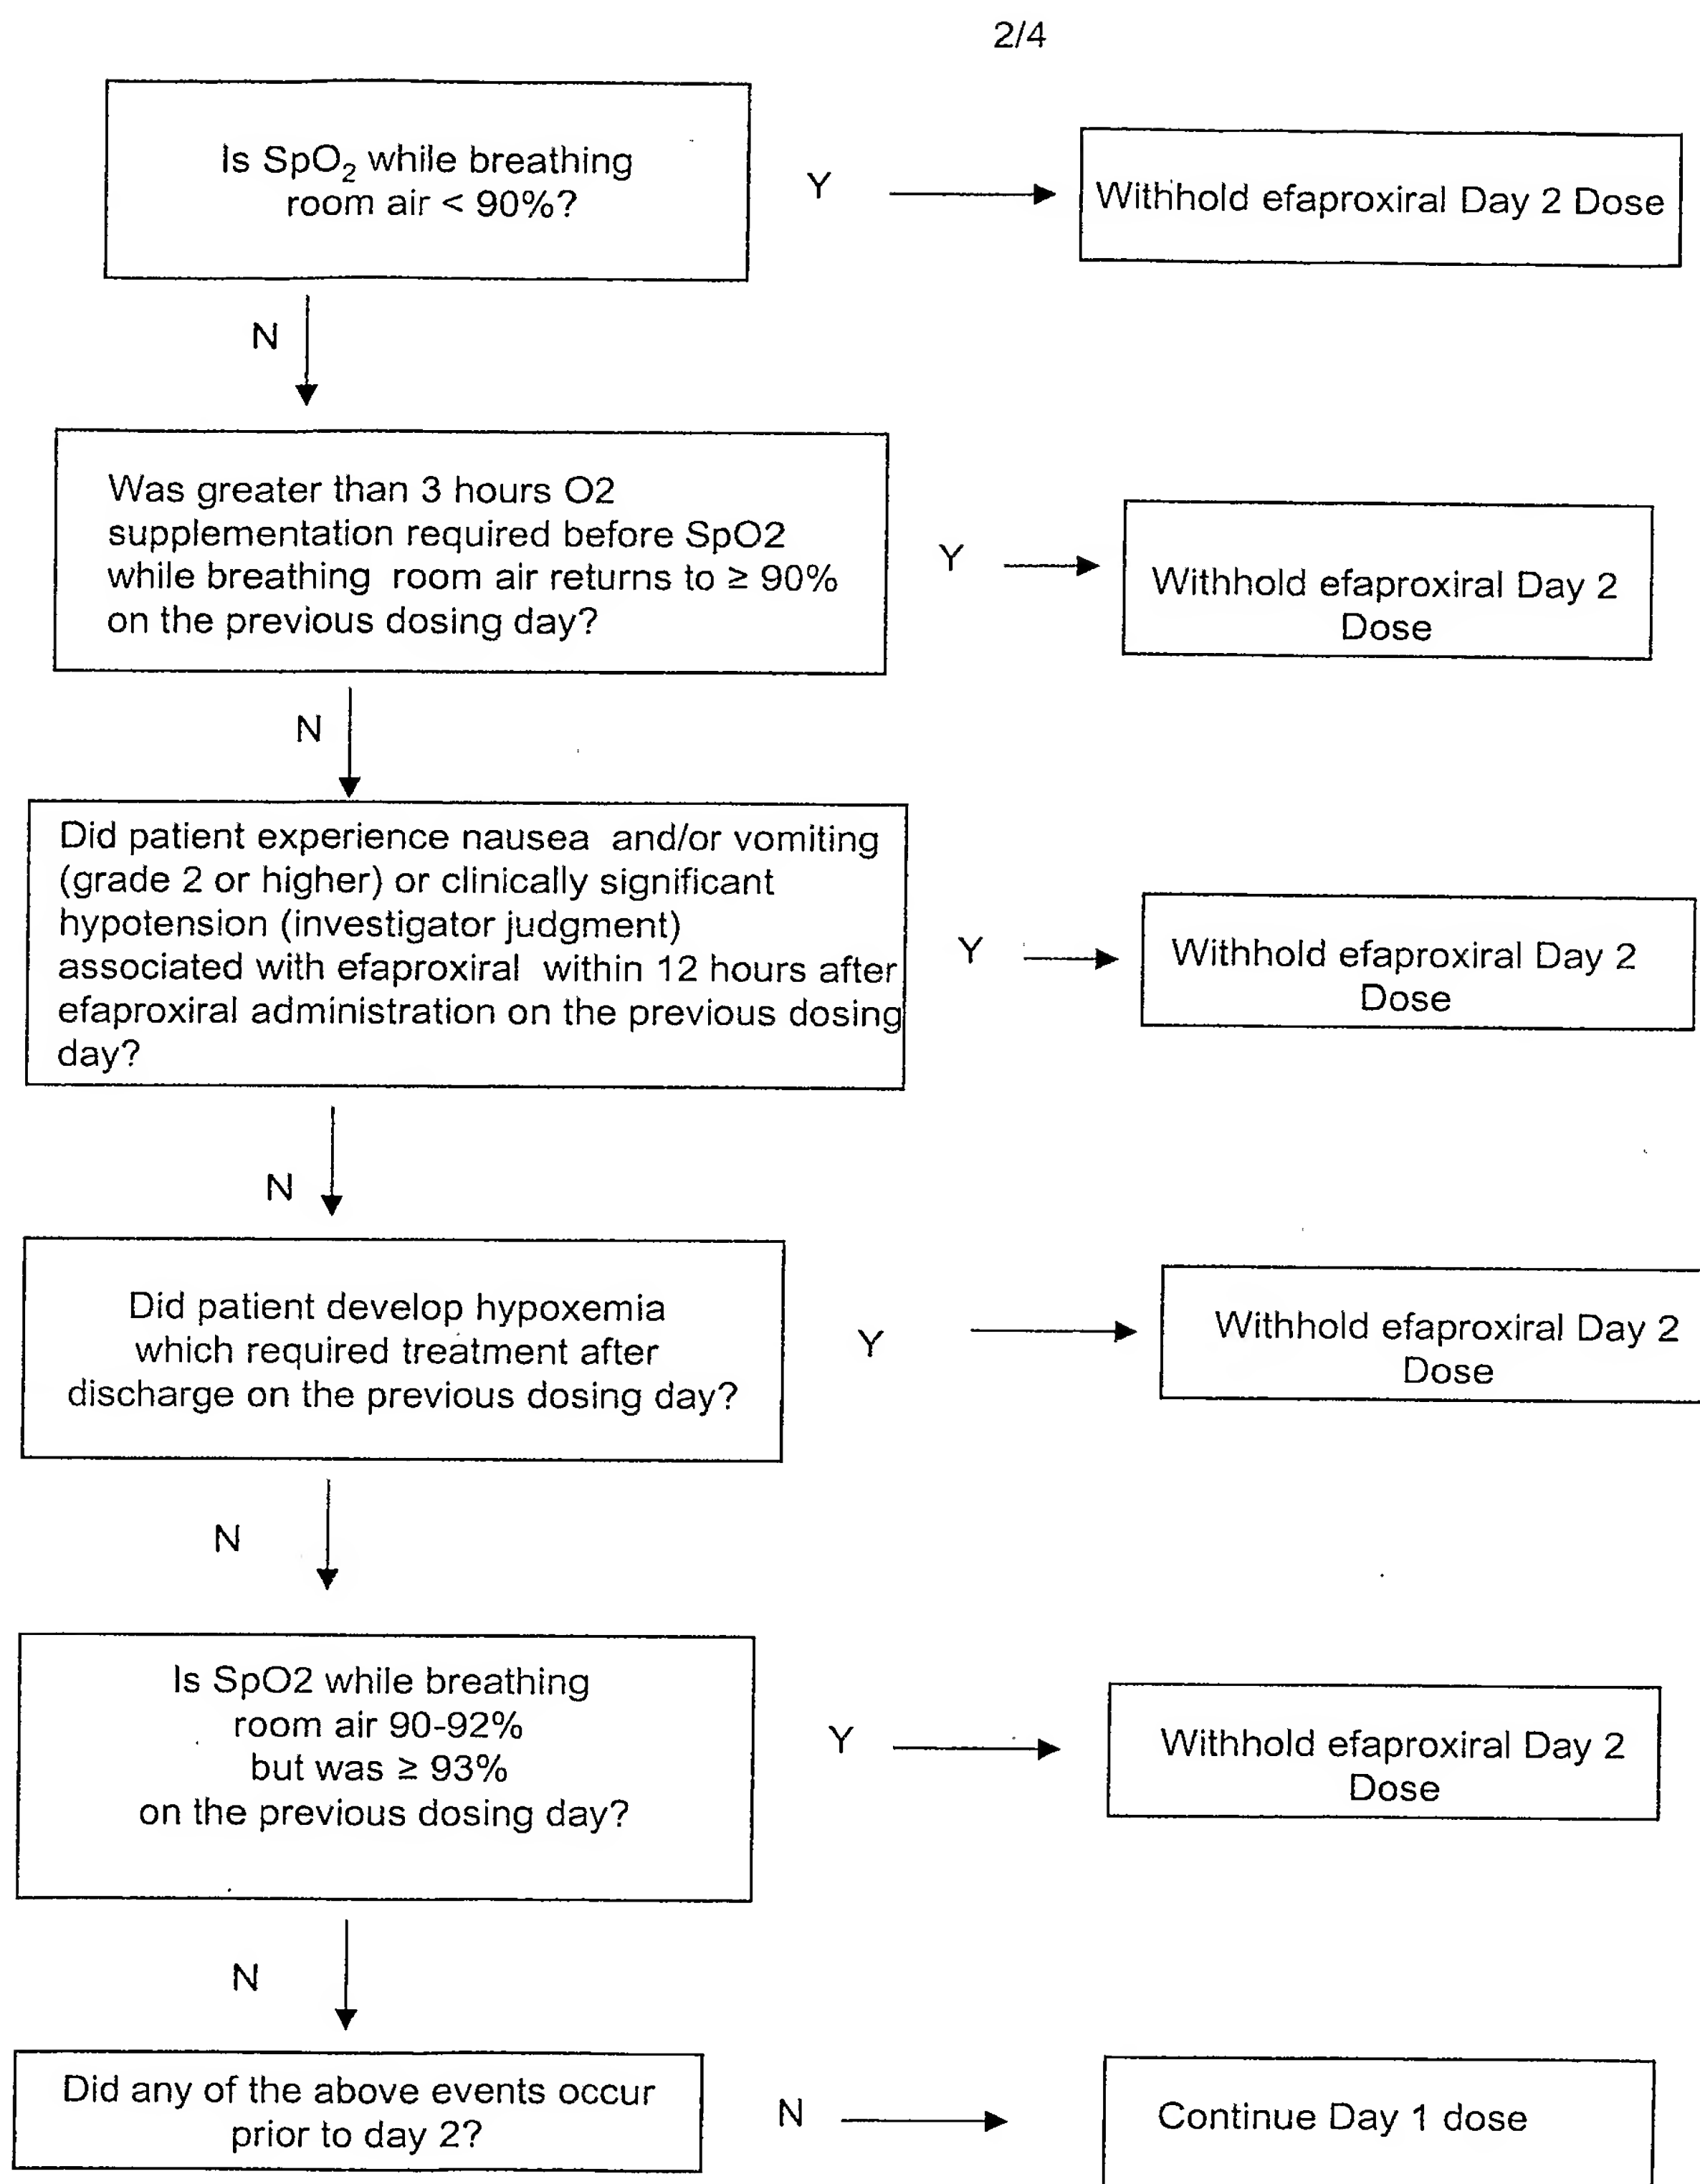 2/4
Is SpO₂ while breathing
room air < 90%?
Y
Withhold efaproxiral Day 2 Dose
N
Was greater than 3 hours O2
supplementation required before SpO2
while breathing room air returns to ≥ 90%
on the previous dosing day?
Y
Withhold efaproxiral Day 2
Dose
N
Did patient experience nausea and/or vomiting
(grade 2 or higher) or clinically significant
hypotension (investigator judgment)
associated with efaproxiral within 12 hours after
efaproxiral administration on the previous dosing
day?
Y
Withhold efaproxiral Day 2
Dose
N
Did patient develop hypoxemia
which required treatment after
discharge on the previous dosing day?
Y
Withhold efaproxiral Day 2
Dose
N
Is SpO2 while breathing
room air 90-92%
but was ≥ 93%
on the previous dosing day?
Y
Withhold efaproxiral Day 2
Dose
N
Did any of the above events occur
prior to day 2?
N
Continue Day 1 dose